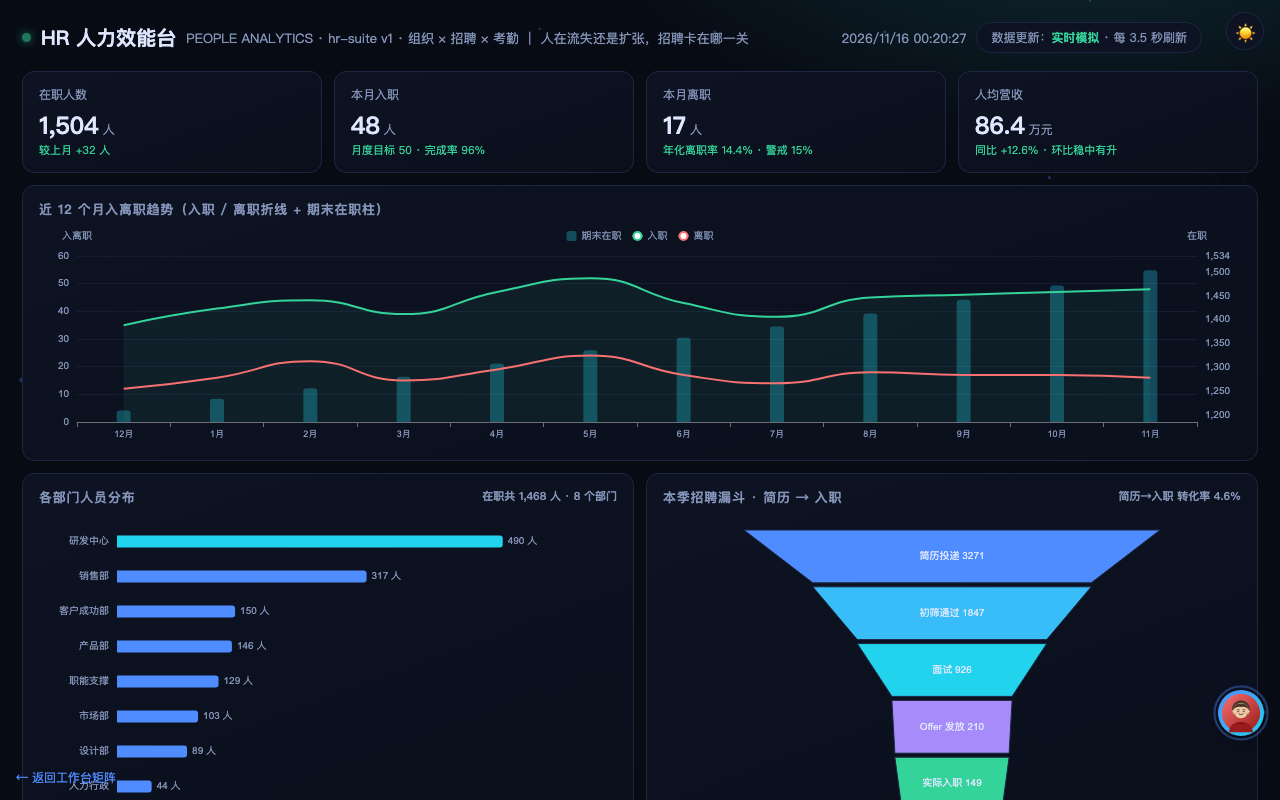 HR 人力效能台
PEOPLE ANALYTICS · hr-suite v1 · 组织 × 招聘 × 考勤 | 人在流失还是扩张，招聘卡在哪一关
2026/11/16 00:20:27
数据更新：实时模拟 · 每 3.5 秒刷新
在职人数
1,504 人
较上月 +32 人
本月入职
48 人
月度目标 50 · 完成率 96%
本月离职
17 人
年化离职率 14.4% · 警戒 15%
人均营收
86.4 万元
同比 +12.6% · 环比稳中有升
近 12 个月入离职趋势（入职 / 离职折线 + 期末在职柱）
入离职
期末在职 入职 离职
在职
60
50
40
30
20
10
0
1,534
1,500
1,450
1,400
1,350
1,300
1,250
1,200
12月 1月 2月 3月 4月 5月 6月 7月 8月 9月 10月 11月
各部门人员分布
在职共 1,468 人 · 8 个部门
研发中心 490 人
销售部 317 人
客户成功部 150 人
产品部 146 人
职能支撑 129 人
市场部 103 人
设计部 89 人
人力行政 44 人
← 返回工作台矩阵
本季招聘漏斗 · 简历 → 入职
简历→入职 转化率 4.6%
简历投递 3271
初筛通过 1847
面试 926
Offer 发放 210
实际入职 149